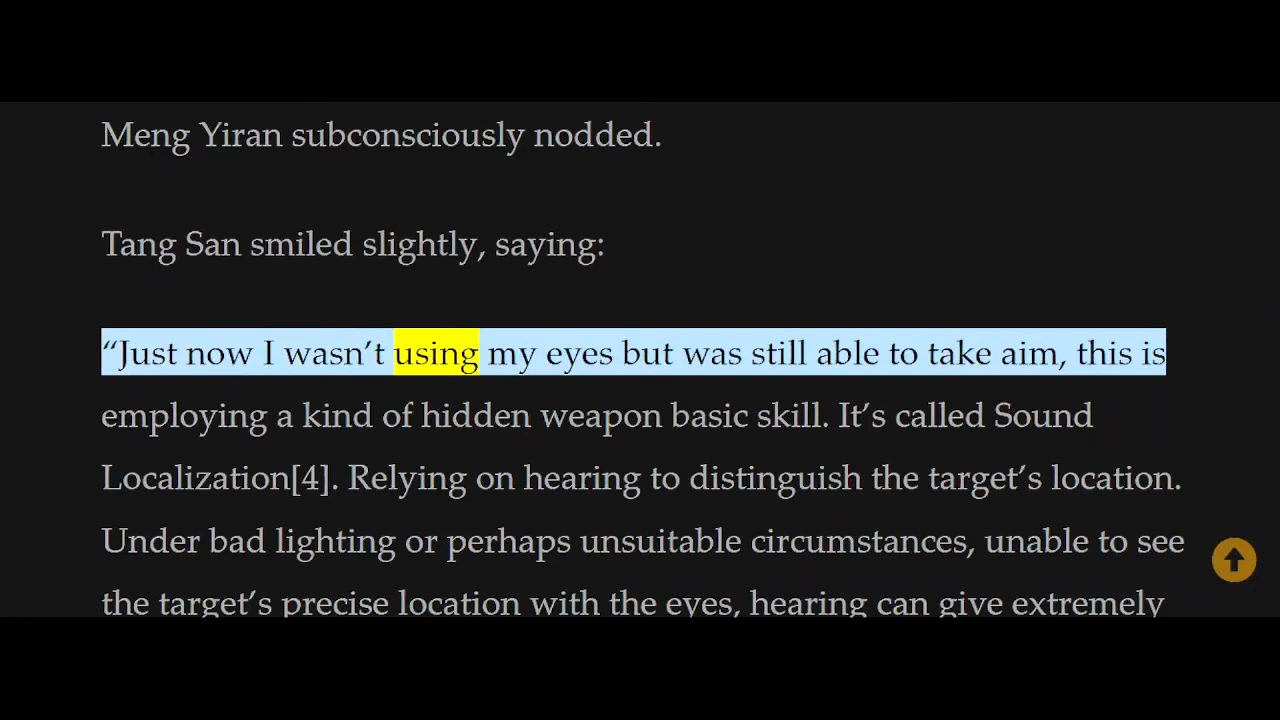 Meng Yiran subconsciously nodded.
Tang San smiled slightly, saying:
“Just now I wasn’t using my eyes but was still able to take aim, this is
employing a kind of hidden weapon basic skill. It’s called Sound
Localization[4]. Relying on hearing to distinguish the target’s location.
Under bad lighting or perhaps unsuitable circumstances, unable to see
the target’s precise location with the eyes, hearing can give extremely